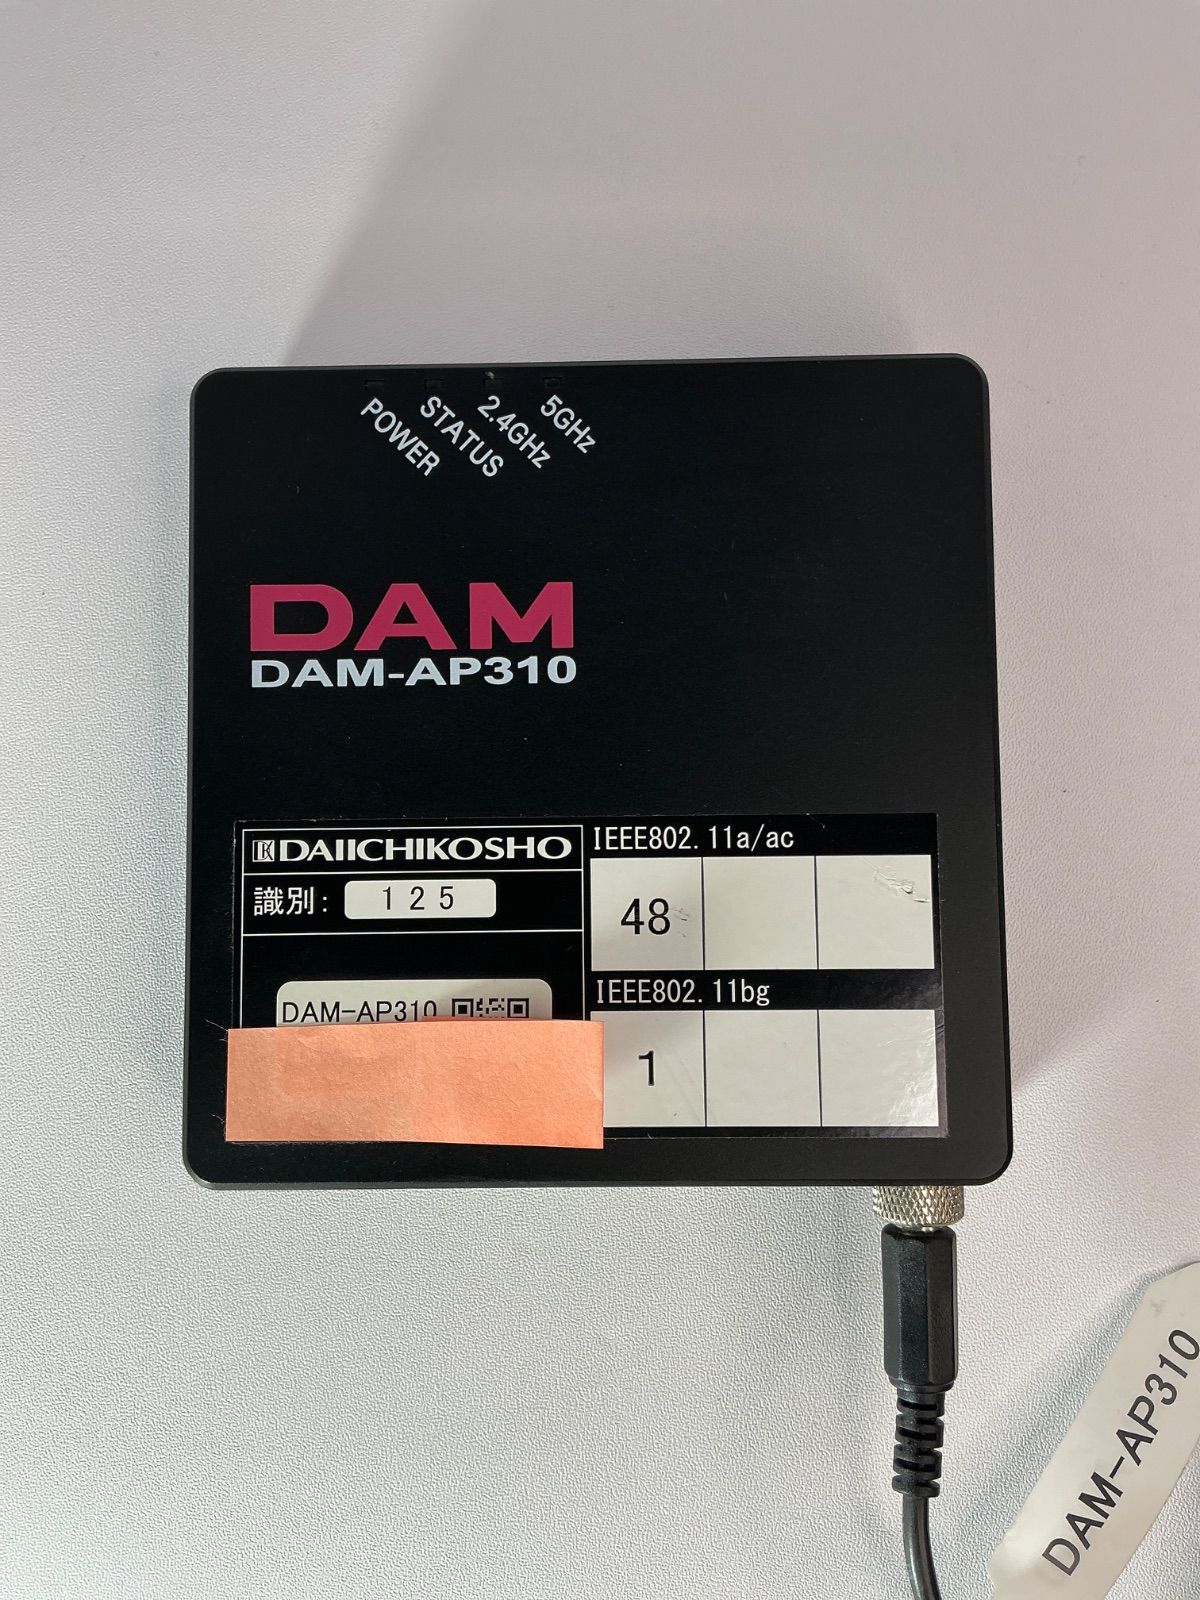 POWER
STATUS
2.4GHz
5GHz
DAM
DAM-AP310
DAIICHIKOSHO
識別: 125
DAM-AP310
IEEE802.11a/ac
48
IEEE802.11bg
1
DAM-AP310